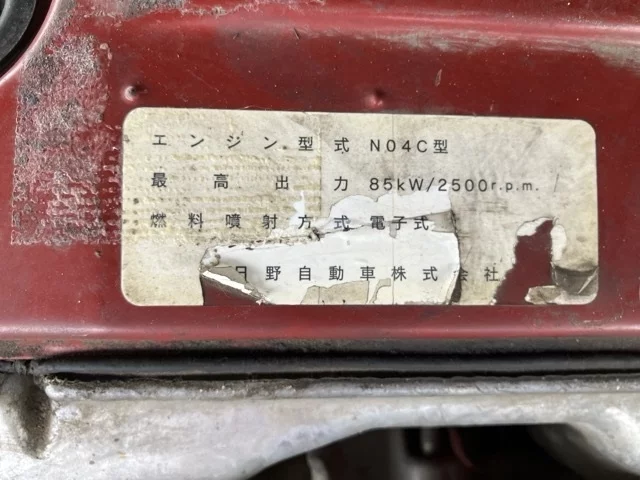 エンジン型式 N04C型
最高出力 85kW/2500r.p.m.
燃料噴射方式 電子式
日野自動車株式会社